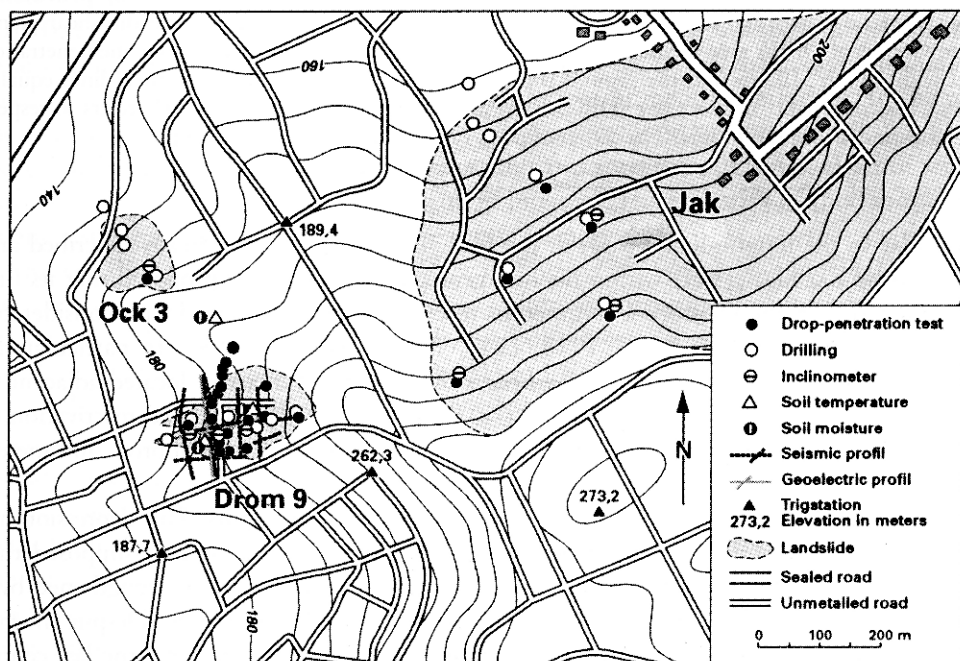 160
200
140
Jak
189,4
Ock 3
180
262,3
N
273,2
Drom 9
187,7
180
Drop-penetration test
Drilling
Inclinometer
Soil temperature
Soil moisture
Seismic profil
Geoelectric profil
Trigstation
273,2 Elevation in meters
Landslide
Sealed road
Unmetalled road
0 100 200 m